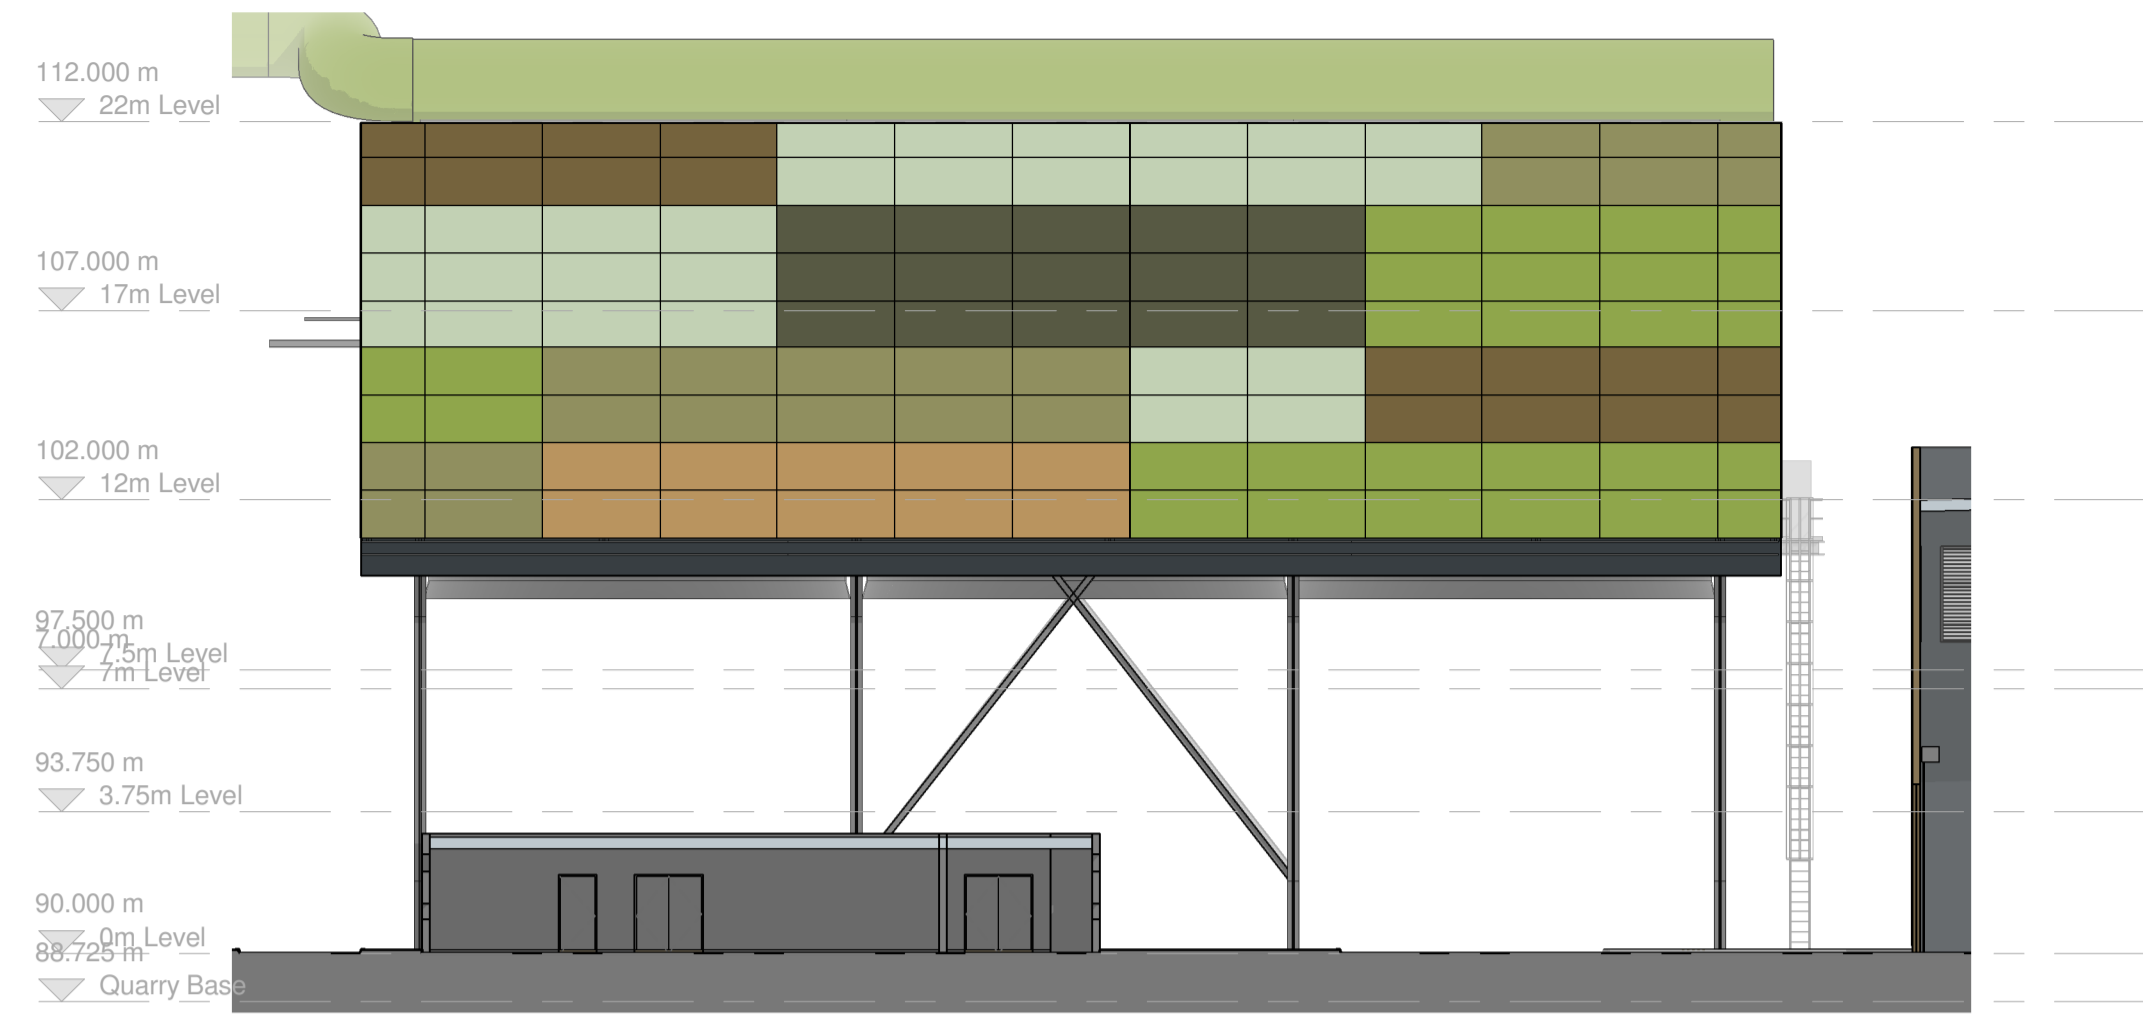 112.000 m
22m Level
107.000 m
17m Level
102.000 m
12m Level
97.500 m
7.000 m
7.5m Level
7m Level
93.750 m
3.75m Level
90.000 m
0m Level
88.725 m
Quarry Base